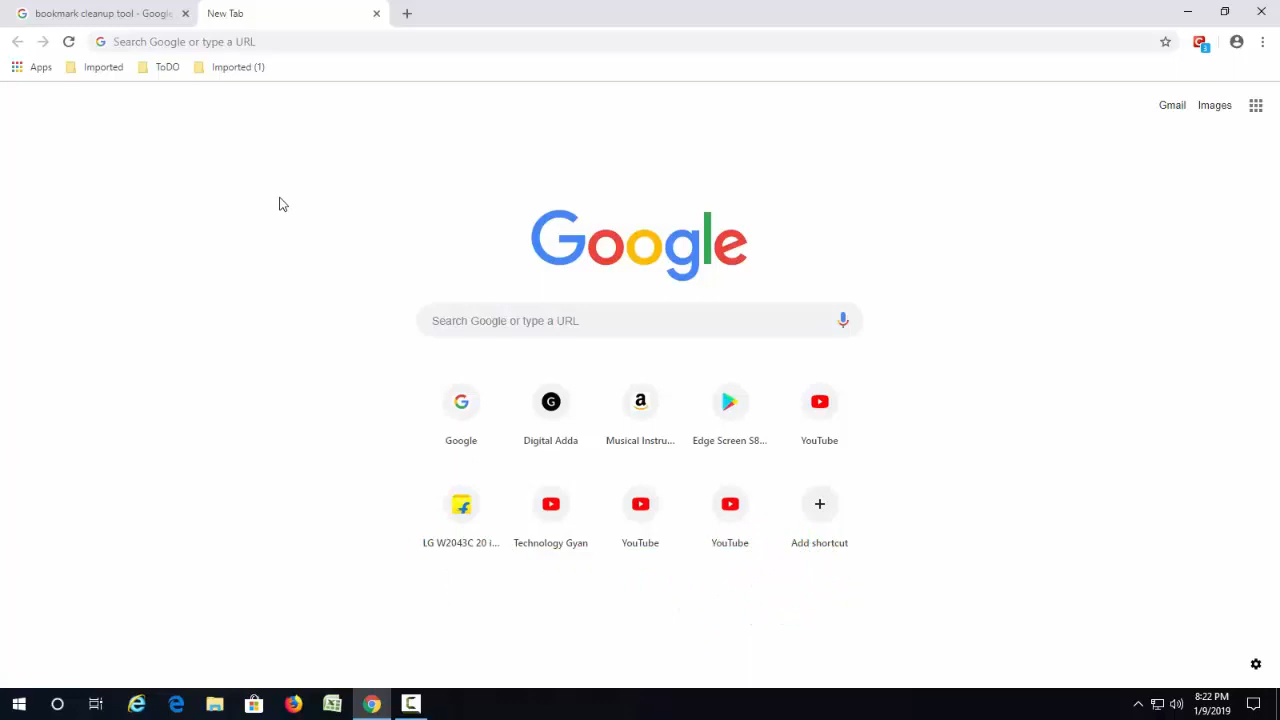 bookmark cleanup tool - Google
New Tab
Search Google or type a URL
Apps
Imported
ToDO
Imported (1)
Gmail
Images
Google
Search Google or type a URL
Google
Digital Adda
Musical Instru...
Edge Screen S8...
YouTube
LG W2043C 20 i...
Technology Gyan
YouTube
YouTube
Add shortcut
8:22 PM
1/9/2019